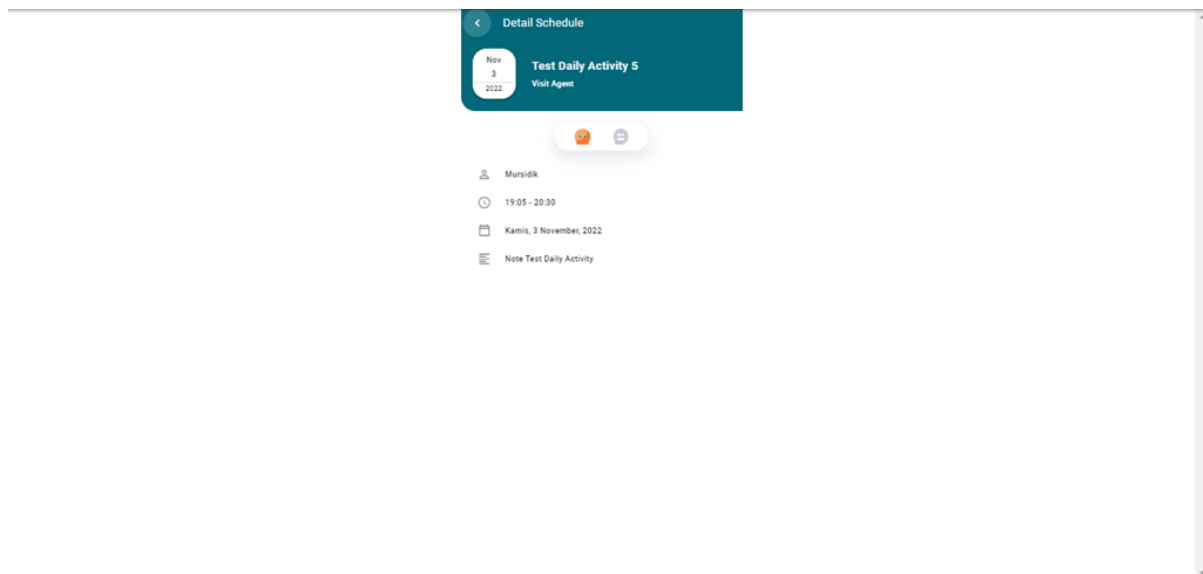 Detail Schedule
Nov
3
2022
Test Daily Activity 5
Visit Agent
Mursidik
19:05 - 20:30
Kamis, 3 November, 2022
Note Test Daily Activity